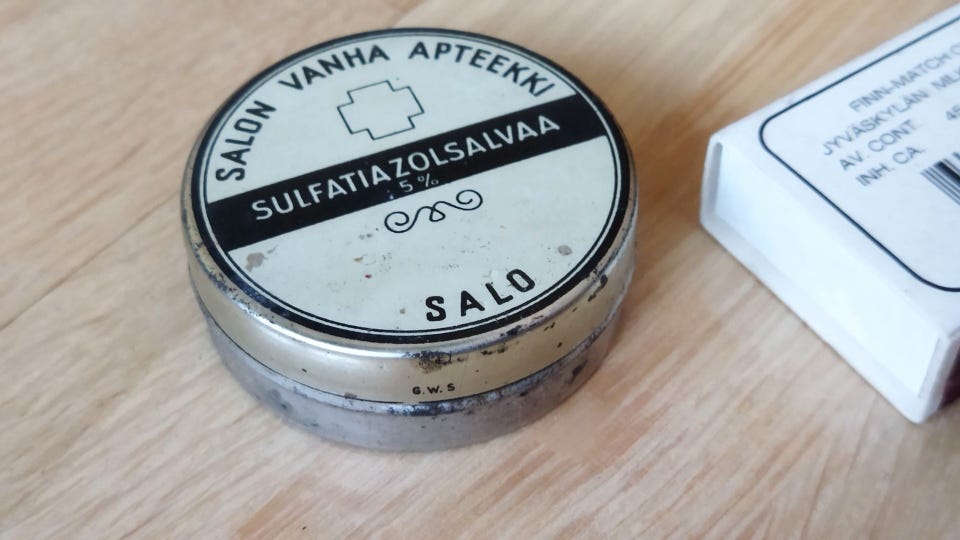 SALON VANHA APTEEKKI
SULFATIAZOLSALVAA
5%
SALO
G.W.S
FINN-MATCH
JYVÄSKYLÄN
AV. CONT.
INH. CA.